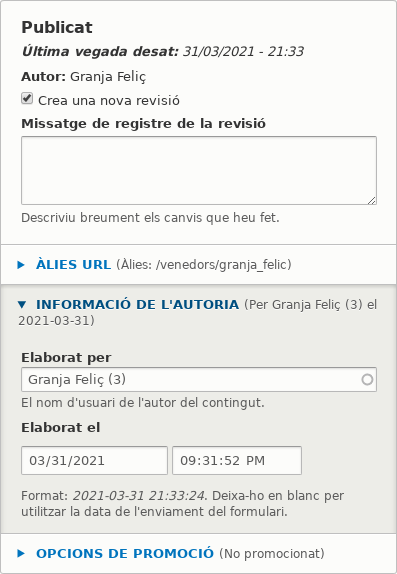 Publicat
Última vegada desat: 31/03/2021 - 21:33
Autor: Granja Feliç
Crea una nova revisió
Missatge de registre de la revisió
Descriviu breument els canvis que heu fet.
ÀLIES URL (Àlies: /venedors/granja_felic)
INFORMACIÓ DE L'AUTORIA (Per Granja Feliç (3) el
2021-03-31)
Elaborat per
Granja Feliç (3)
El nom d'usuari de l'autor del contingut.
Elaborat el
03/31/2021 09:31:52 PM
Format: 2021-03-31 21:33:24. Deixa-ho en blanc per
utilitzar la data de l'enviament del formulari.
OPCIONS DE PROMOCIÓ (No promocionat)